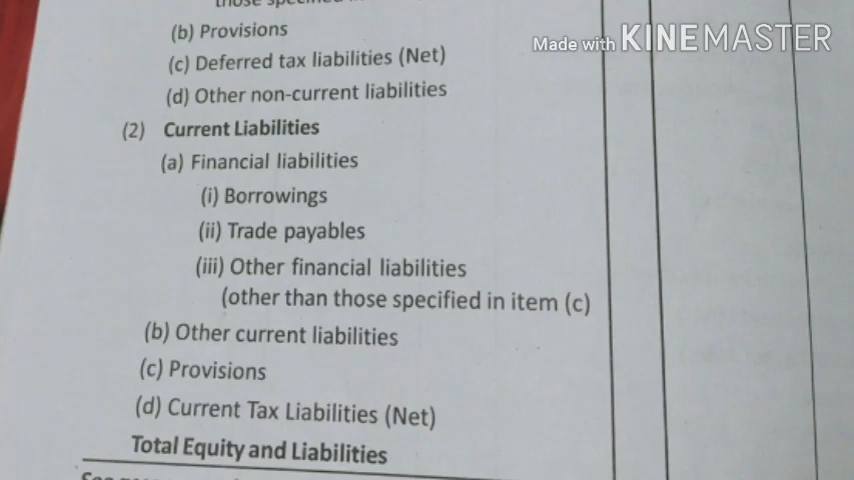 (b) Provisions
Made with KINEMASTER
(c) Deferred tax liabilities (Net)
(d) Other non-current liabilities
(2) Current Liabilities
(a) Financial liabilities
(i) Borrowings
(ii) Trade payables
(iii) Other financial liabilities
(other than those specified in item (c)
(b) Other current liabilities
(c) Provisions
(d) Current Tax Liabilities (Net)
Total Equity and Liabilities